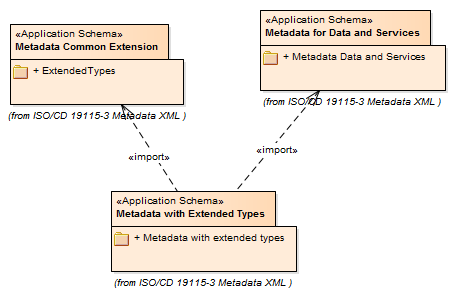 «Application Schema»
Metadata Common Extension
+ ExtendedTypes
(from ISO/CD 19115-3 Metadata XML )
«Application Schema»
Metadata for Data and Services
+ Metadata Data and Services
(from ISO/CD 19115-3 Metadata XML )
«import»
«import»
«Application Schema»
Metadata with Extended Types
+ Metadata with extended types
(from ISO/CD 19115-3 Metadata XML )